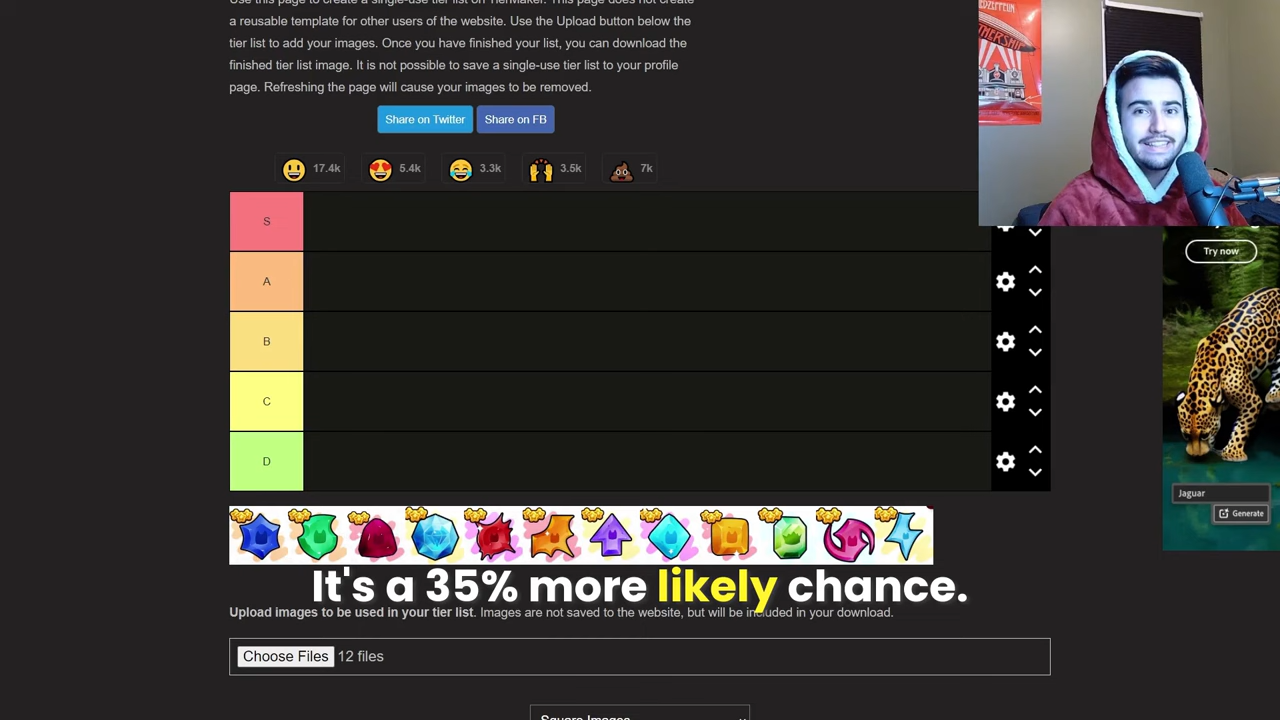 a reusable template for other users of the website. Use the Upload button below the
tier list to add your images. Once you have finished your list, you can download the
finished tier list image. It is not possible to save a single-use tier list to your profile
page. Refreshing the page will cause your images to be removed.
Share on Twitter Share on FB
17.4k 5.4k 3.3k 3.5k 7k
LED ZEPPELIN
MOTHERSHIP
Try now
S
A
B
C
D
Jaguar
Generate
It's a 35% more likely chance.
Upload images to be used in your tier list. Images are not saved to the website, but will be included in your download.
Choose Files 12 files
Square Images